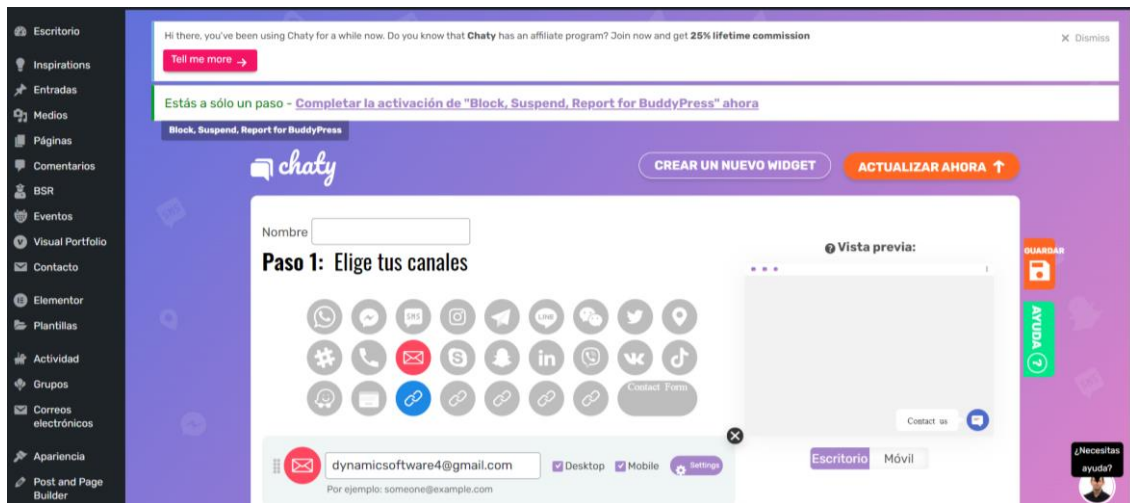 Escritorio
Inspirations
Entradas
Medios
Páginas
Comentarios
BSR
Eventos
Visual Portfolio
Contacto
Elementor
Plantillas
Actividad
Grupos
Correos
electrónicos
Apariencia
Post and Page
Builder
Hi there, you've been using Chaty for a while now. Do you know that Chaty has an affiliate program? Join now and get 25% lifetime commission
Dismiss
Tell me more →
Estás a sólo un paso - Completar la activación de "Block, Suspend, Report for BuddyPress" ahora
Block, Suspend, Report for BuddyPress
chaty
CREAR UN NUEVO WIDGET
ACTUALIZAR AHORA
Nombre
Paso 1: Elige tus canales
SMS
LINE
in
Contact Form
dynamicsoftware4@gmail.com
Desktop
Mobile
Settings
Por ejemplo: someone@example.com
Vista previa:
Contact us
Escritorio
Móvil
GUARDAR
AYUDA ?
¿Necesitas
ayuda?